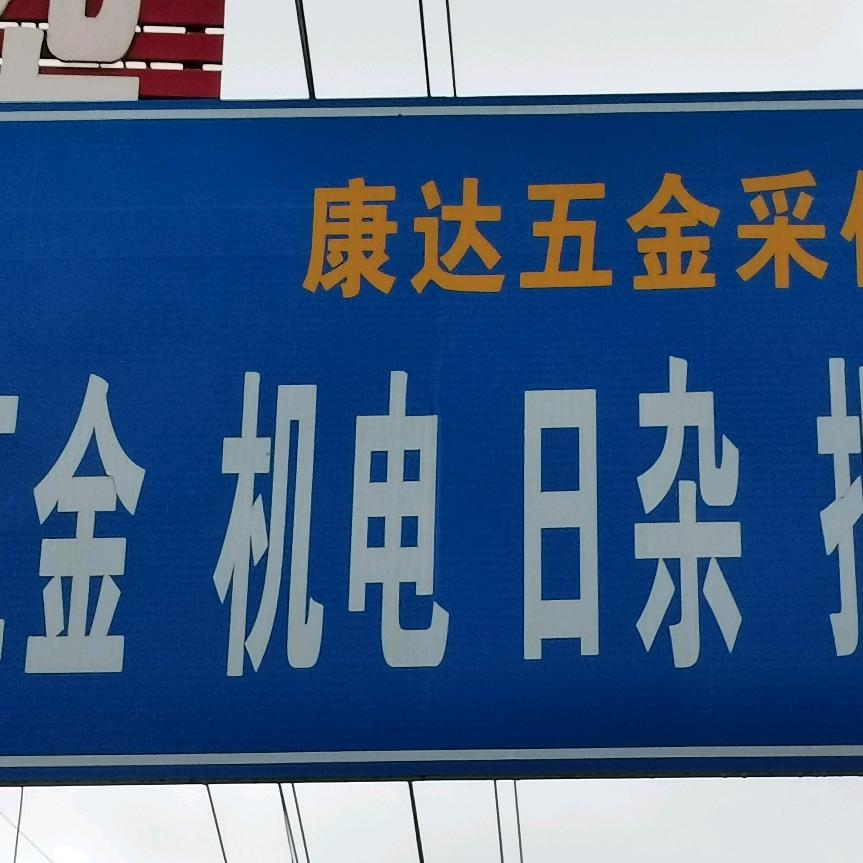 康达五金采
金 机电 日杂